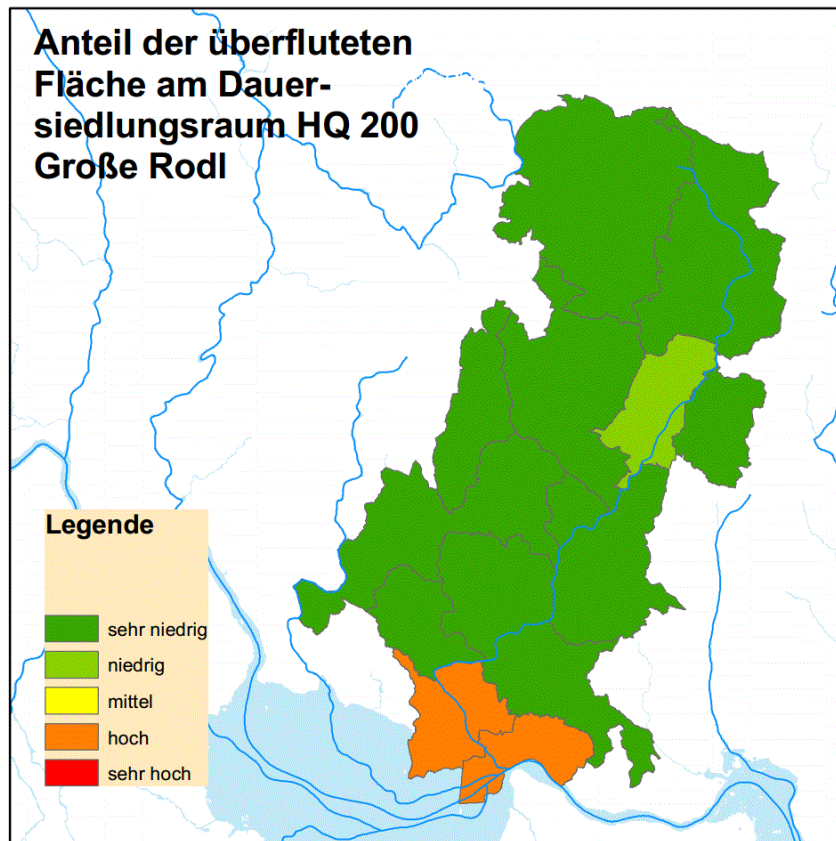 Anteil der überfluteten
Fläche am Dauer-
siedlungsraum HQ 200
Große Rodl
Legende
sehr niedrig
niedrig
mittel
hoch
sehr hoch